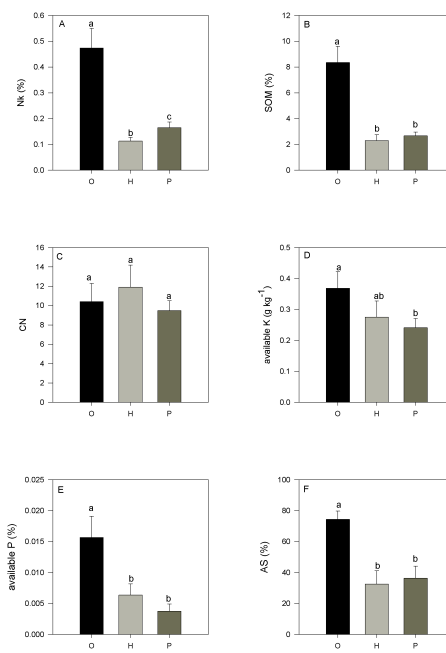 A
Nk (%)
0.6
0.5
0.4
0.3
0.2
0.1
0.0
a
b
c
O H P
B
SOM (%)
12
10
8
6
4
2
0
a
b
b
O H P
C
CN
16
14
12
10
8
6
4
2
0
a
a
a
O H P
D
available K (g kg⁻¹)
0.5
0.4
0.3
0.2
0.1
0.0
a
ab
b
O H P
E
available P (%)
0.025
0.020
0.015
0.010
0.005
0.000
a
b
b
O H P
F
AS (%)
100
80
60
40
20
0
a
b
b
O H P